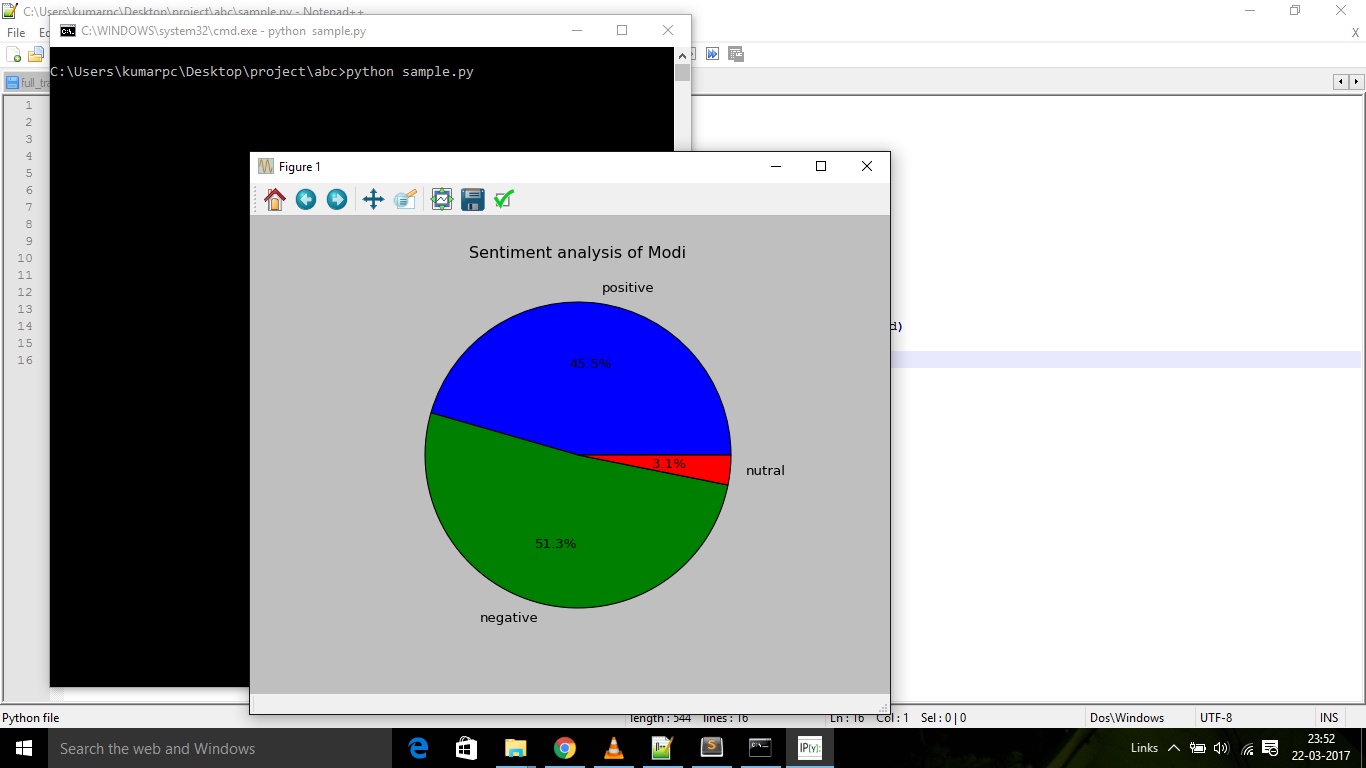 C:\Users\kumarpc\Desktop\project\abc\sample.py - Notepad++
File
X
C:\WINDOWS\system32\cmd.exe - python  sample.py
C:\Users\kumarpc\Desktop\project\abc>python sample.py
1
2
3
4
5
6
7
8
9
10
11
12
13
14
15
16
Figure 1
Sentiment analysis of Modi
positive
45.5%
3.1%
nutral
51.3%
negative
Python file
length : 544    lines : 16
Ln : 16    Col : 1    Sel : 0 | 0
Dos\Windows
UTF-8
INS
Search the web and Windows
Links
23:52
22-03-2017